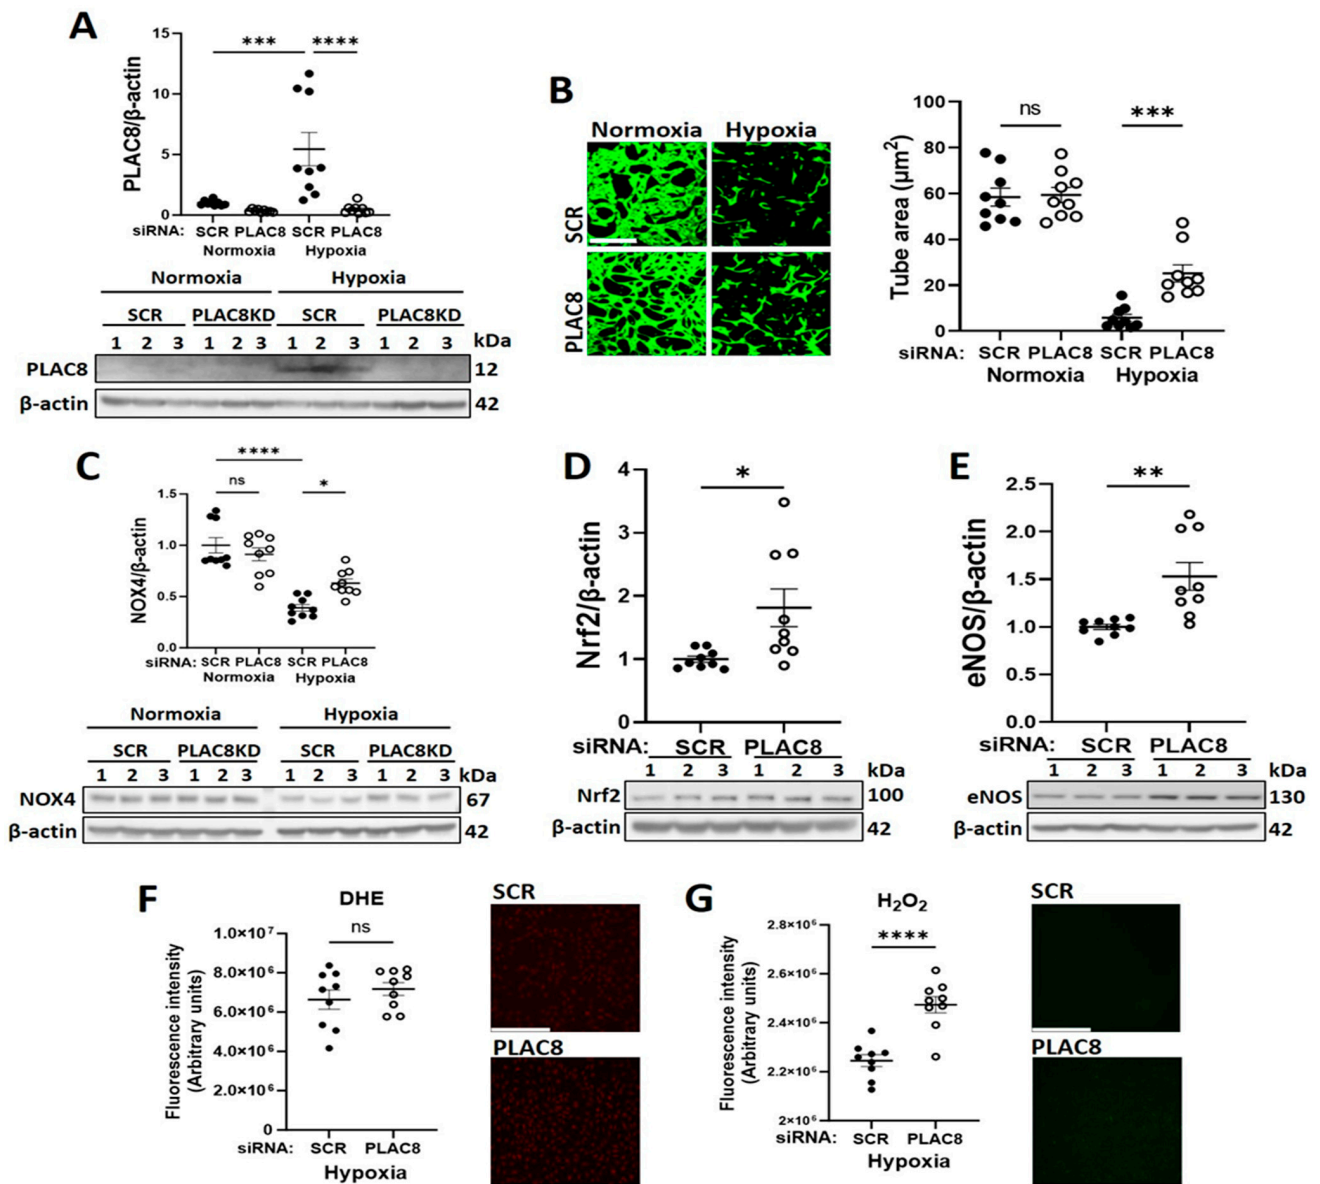 A
PLAC8/β-actin
15
10
5
0
*** ****
siRNA: SCR PLAC8 SCR PLAC8
Normoxia Hypoxia
Normoxia Hypoxia
SCR PLAC8KD SCR PLAC8KD
1 2 3 1 2 3 1 2 3 1 2 3 kDa
PLAC8 12
β-actin 42
B
Normoxia Hypoxia
SCR
PLAC8
Tube area (μm²)
100
80
60
40
20
0
ns ***
siRNA: SCR PLAC8 SCR PLAC8
Normoxia Hypoxia
C
NOX4/β-actin
****
ns *
1.5
1.0
0.5
0.0
siRNA: SCR PLAC8 SCR PLAC8
Normoxia Hypoxia
Normoxia Hypoxia
SCR PLAC8KD SCR PLAC8KD
1 2 3 1 2 3 1 2 3 1 2 3 kDa
NOX4 67
β-actin 42
D
Nrf2/β-actin
4
3
2
1
0
*
siRNA: SCR PLAC8
1 2 3 1 2 3 kDa
Nrf2 100
β-actin 42
E
eNOS/β-actin
2.5
2.0
1.5
1.0
0.5
0.0
**
siRNA: SCR PLAC8
1 2 3 1 2 3 kDa
eNOS 130
β-actin 42
F
DHE
Fluorescence intensity
(Arbitrary units)
1.0×10⁷
8.0×10⁶
6.0×10⁶
4.0×10⁶
2.0×10⁶
0
ns
siRNA: SCR PLAC8
Hypoxia
SCR
PLAC8
G
H₂O₂
Fluorescence intensity
(Arbitrary units)
2.8×10⁶
2.6×10⁶
2.4×10⁶
2.2×10⁶
2×10⁶
****
siRNA: SCR PLAC8
Hypoxia
SCR
PLAC8